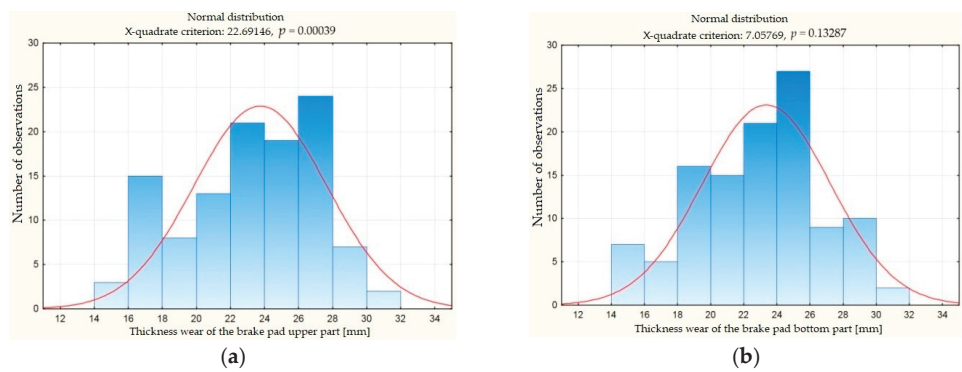 Normal distribution
X-quadrate criterion: 22.69146, p = 0.00039
30
25
20
15
10
5
0
Number of observations
12 14 16 18 20 22 24 26 28 30 32 34
Thickness wear of the brake pad upper part [mm]
(a)
Normal distribution
X-quadrate criterion: 7.05769, p = 0.13287
30
25
20
15
10
5
0
Number of observations
12 14 16 18 20 22 24 26 28 30 32 34
Thickness wear of the brake pad bottom part [mm]
(b)